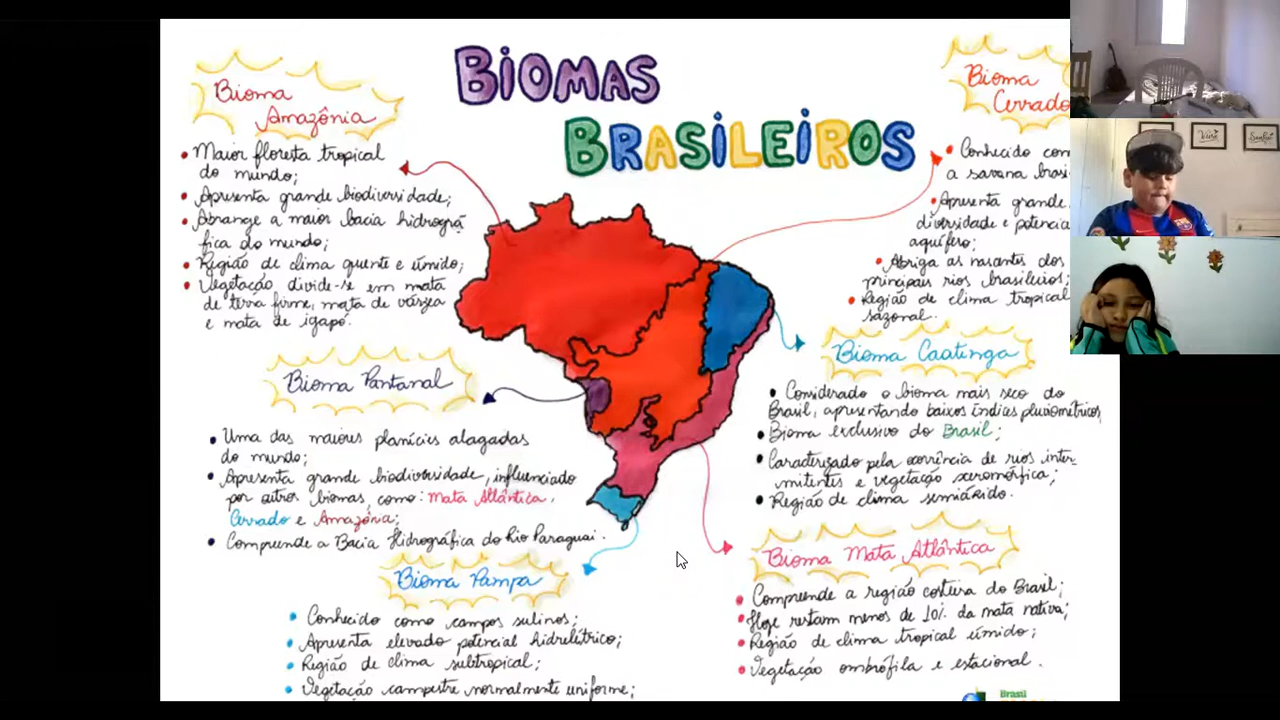 BIOMAS
BRASILEIROS
Bioma
Amazônia
• Maior floresta tropical
do mundo;
• Apresenta grande biodiversidade;
• Abrange a maior bacia hidrográ
fica do mundo;
• Região de clima quente e úmido;
• Vegetação divide-se em mata
de terra firme, mata de várzea
e mata de igapó.
Bioma Pantanal
• Uma das maiores planícies alagadas
do mundo;
• Apresenta grande biodiversidade, influenciado
por outros biomas, como: Mata Atlântica,
Cerrado e Amazônia;
• Compreende a Bacia Hidrográfica do Rio Paraguai.
Bioma Pampa
• Conhecido como campos sulinos;
• Apresenta elevado potencial hidrelétrico;
• Região de clima subtropical;
• Vegetação campestre normalmente uniforme;
Bioma
Cerrado
• Conhecido com
a savana brasi
• Apresenta grande
diversidade e potencia
aquífero;
• Abriga as nascentes dos
principais rios brasileiros;
• Região de clima tropical
sazonal.
Bioma Caatinga
• Considerado o bioma mais seco do
Brasil, apresentando baixos índias pluviométricos,
• Bioma exclusivo do Brasil;
• Caracterizado pela ocorrência de rios inter-
mitentes e vegetação xeromórfica;
• Região de clima semiárido.
Bioma Mata Atlântica
• Compreende a região costeira do Brasil;
• Hoje restam menos de 10% da mata nativa;
• Região de clima tropical úmido;
• Vegetação ombrófila e estacional.
Brasil